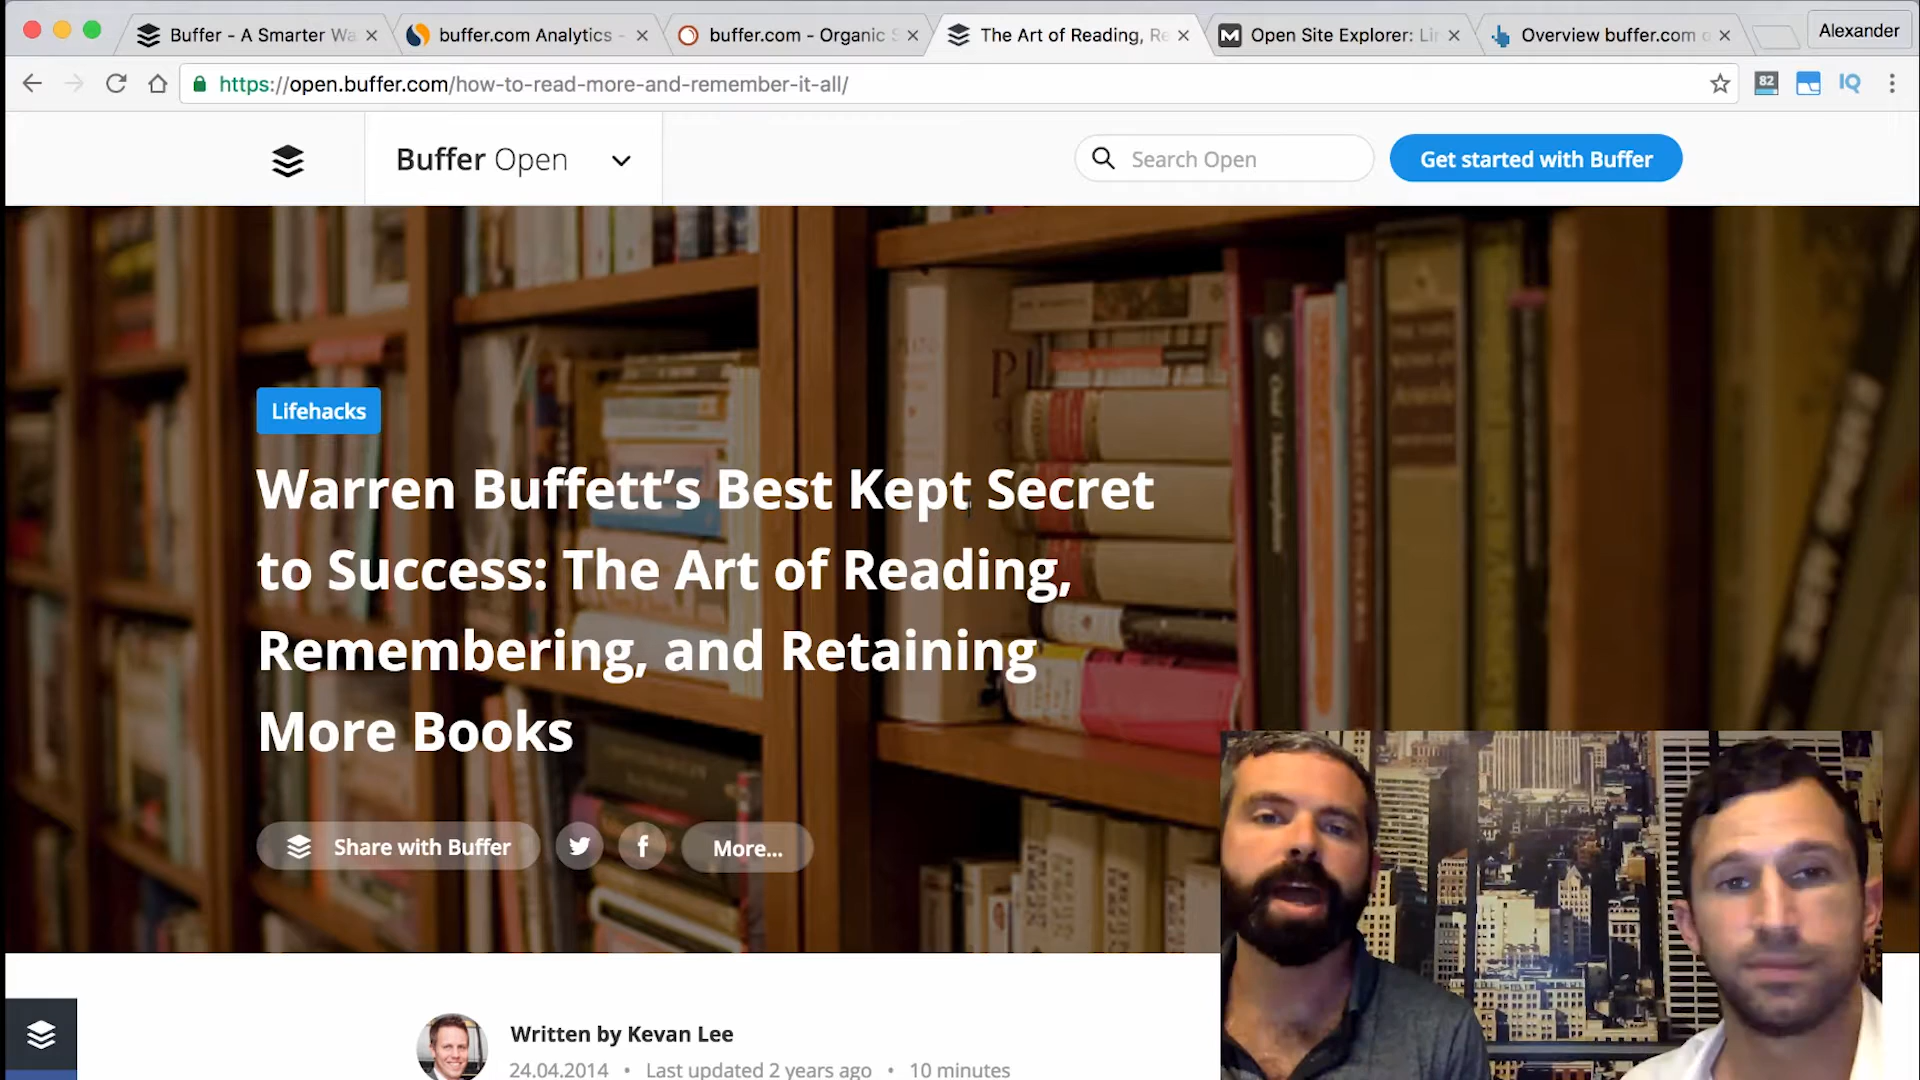 Buffer - A Smarter Wa
buffer.com Analytics -
buffer.com - Organic S
The Art of Reading, Re
Open Site Explorer: Lin
Overview buffer.com o
Alexander
https://open.buffer.com/how-to-read-more-and-remember-it-all/
82
IQ
Buffer Open
Search Open
Get started with Buffer
Lifehacks
Warren Buffett’s Best Kept Secret
to Success: The Art of Reading,
Remembering, and Retaining
More Books
Share with Buffer
More...
Written by Kevan Lee
24.04.2014 • Last updated 2 years ago • 10 minutes